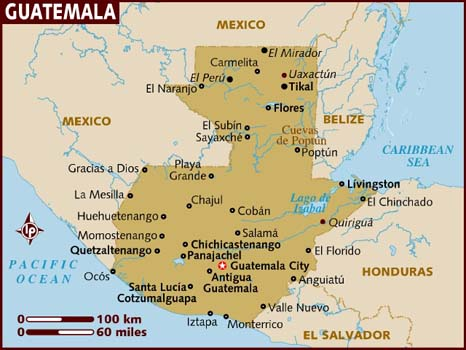 GUATEMALA
MEXICO
El Mirador
Carmelita
Uaxactún
El Perú
Tikal
El Naranjo
Flores
BELIZE
MEXICO
El Subín
Cuevas
de Poptún
Sayaxché
CARIBBEAN
SEA
Poptún
Gracias a Dios
Playa
Grande
La Mesilla
Lívingston
Lago de
Izabal
El Chinchado
Chajul
Cobán
Huehuetenango
Quiriguá
Momostenango
Salamá
Chichicastenango
Quetzaltenango
El Florido
Panajachel
PACIFIC
OCEAN
Guatemala City
HONDURAS
Ocós
Antigua
Guatemala
Anguiatú
Santa Lucía
Cotzumalguapa
Valle Nuevo
Iztapa
Monterrico
EL SALVADOR
LP
0 100 km
0 60 miles